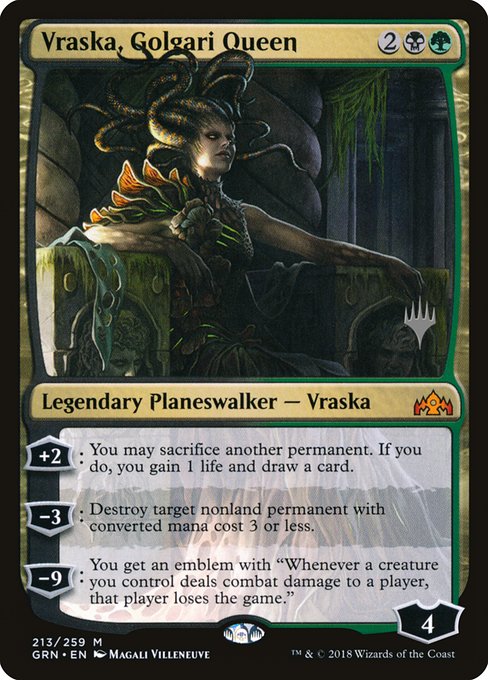 Vraska, Golgari Queen 2
Legendary Planeswalker — Vraska
+2 : You may sacrifice another permanent. If you
do, you gain 1 life and draw a card.
−3 : Destroy target nonland permanent with
converted mana cost 3 or less.
−9 : You get an emblem with “Whenever a creature
you control deals combat damage to a player,
that player loses the game.”
4
213/259 M
GRN • EN Magali Villeneuve
™ & © 2018 Wizards of the Coast